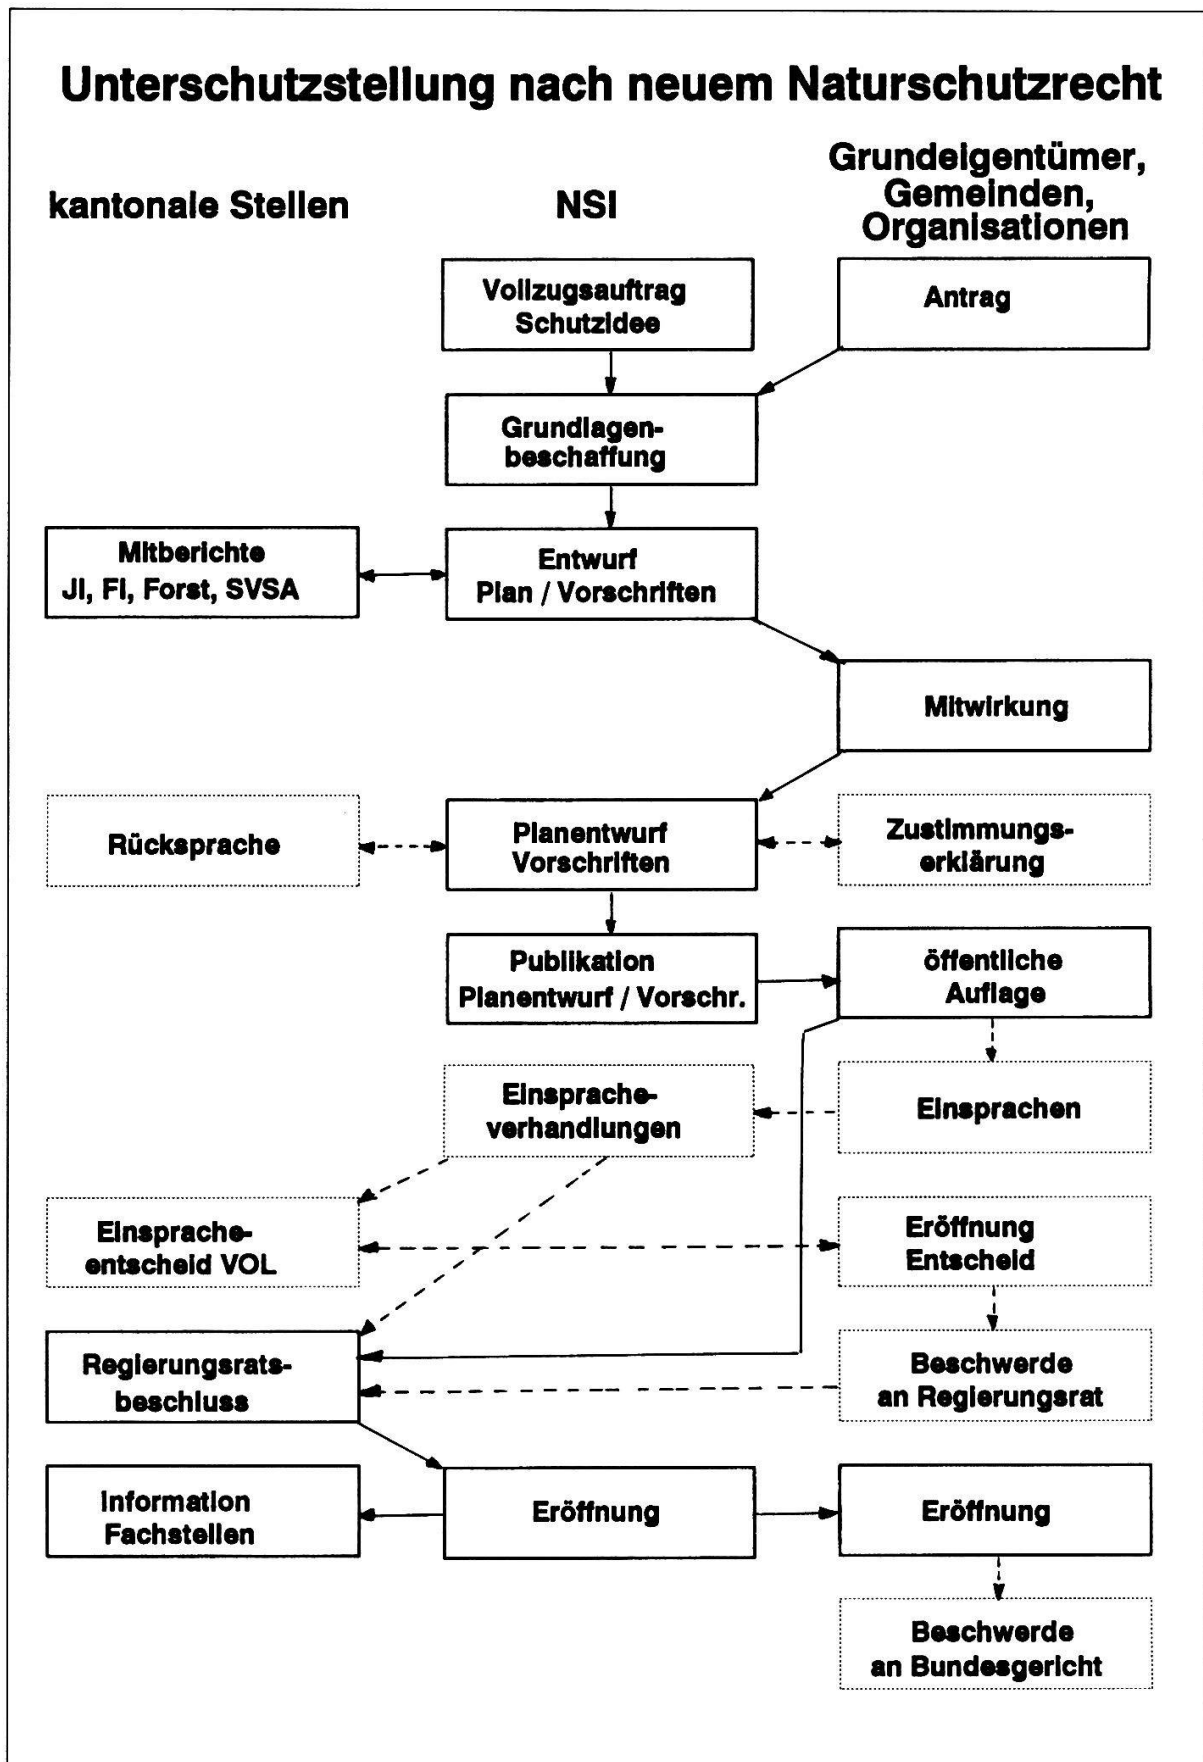 Unterschutzstellung nach neuem Naturschutzrecht
kantonale Stellen
NSI
Grundeigentümer,
Gemeinden,
Organisationen
Vollzugsauftrag
Schutzidee
Antrag
Grundlagen-
beschaffung
Mitberichte
JI, FI, Forst, SVSA
Entwurf
Plan / Vorschriften
Mitwirkung
Rücksprache
Planentwurf
Vorschriften
Zustimmungs-
erklärung
Publikation
Planentwurf / Vorschr.
öffentliche
Auflage
Einsprache-
verhandlungen
Einsprachen
Einsprache-
entscheid VOL
Eröffnung
Entscheid
Regierungsrats-
beschluss
Beschwerde
an Regierungsrat
Information
Fachstellen
Eröffnung
Eröffnung
Beschwerde
an Bundesgericht